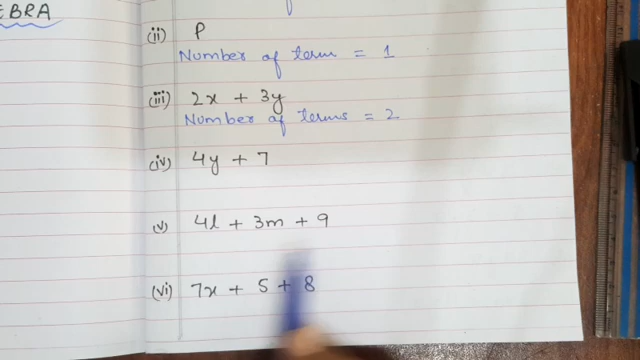 EBRA
(ii) P
Number of term = 1
(iii) 2x + 3y
Number of terms = 2
(iv) 4y + 7
(v) 4l + 3m + 9
(vi) 7x + 5 + 8